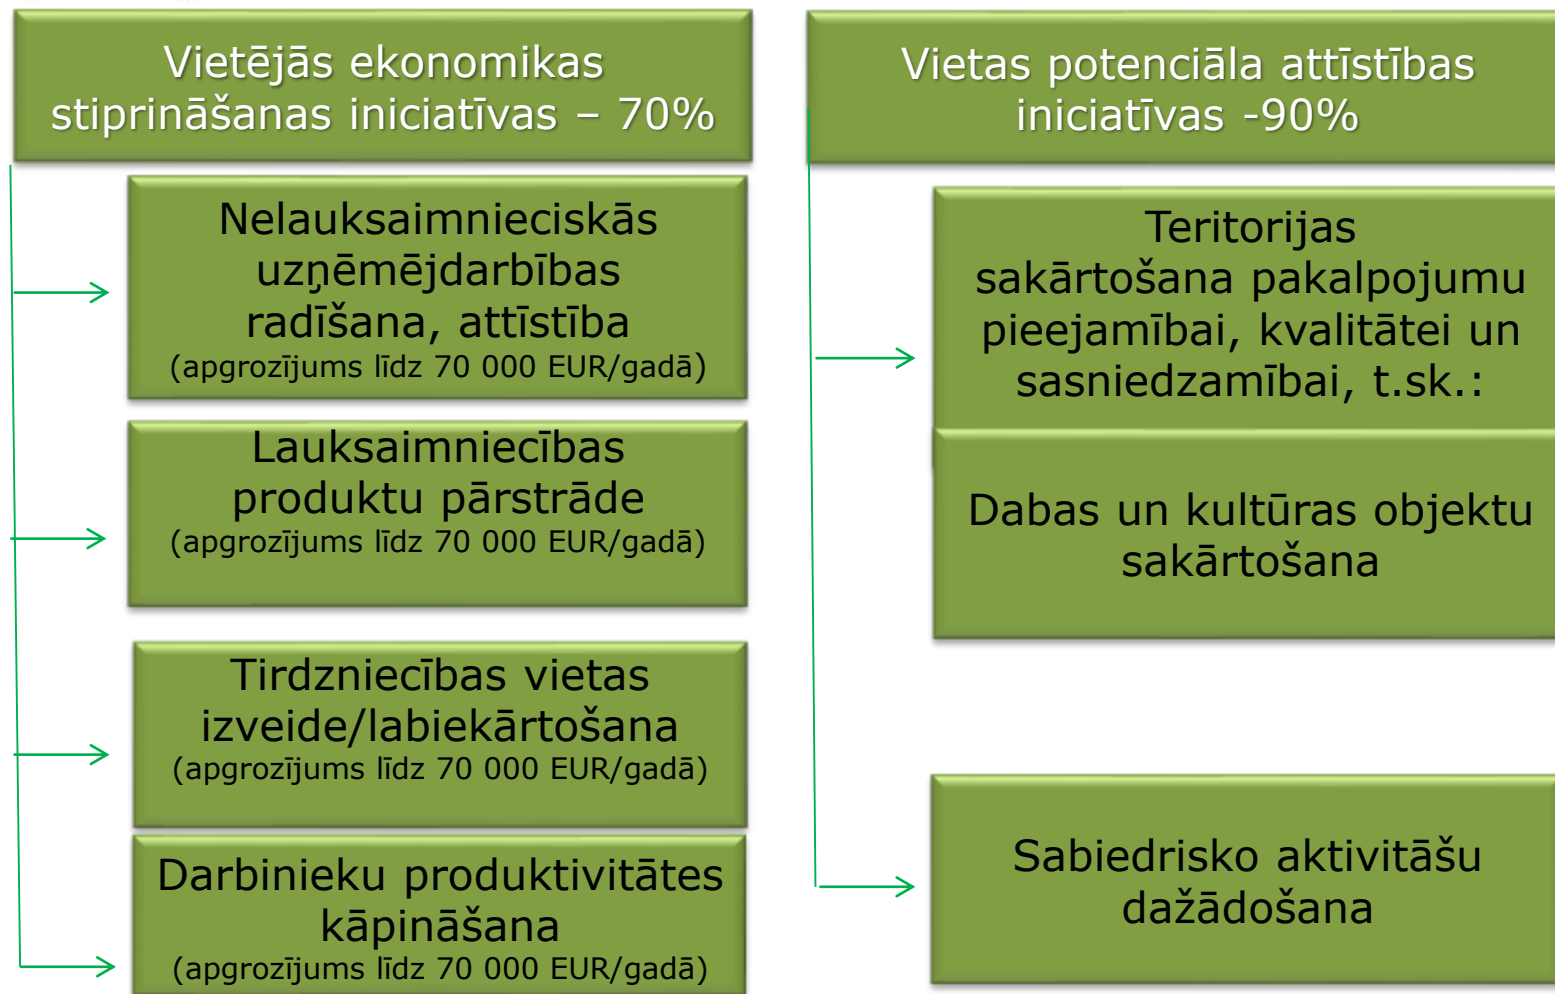 Vietējās ekonomikas
stiprināšanas iniciatīvas – 70%
Nelauksaimnieciskās
uzņēmējdarbības
radīšana, attīstība
(apgrozījums līdz 70 000 EUR/gadā)
Lauksaimniecības
produktu pārstrāde
(apgrozījums līdz 70 000 EUR/gadā)
Tirdzniecības vietas
izveide/labiekārtošana
(apgrozījums līdz 70 000 EUR/gadā)
Darbinieku produktivitātes
kāpināšana
(apgrozījums līdz 70 000 EUR/gadā)
Vietas potenciāla attīstības
iniciatīvas -90%
Teritorijas
sakārtošana pakalpojumu
pieejamībai, kvalitātei un
sasniedzamībai, t.sk.:
Dabas un kultūras objektu
sakārtošana
Sabiedrisko aktivitāšu
dažādošana